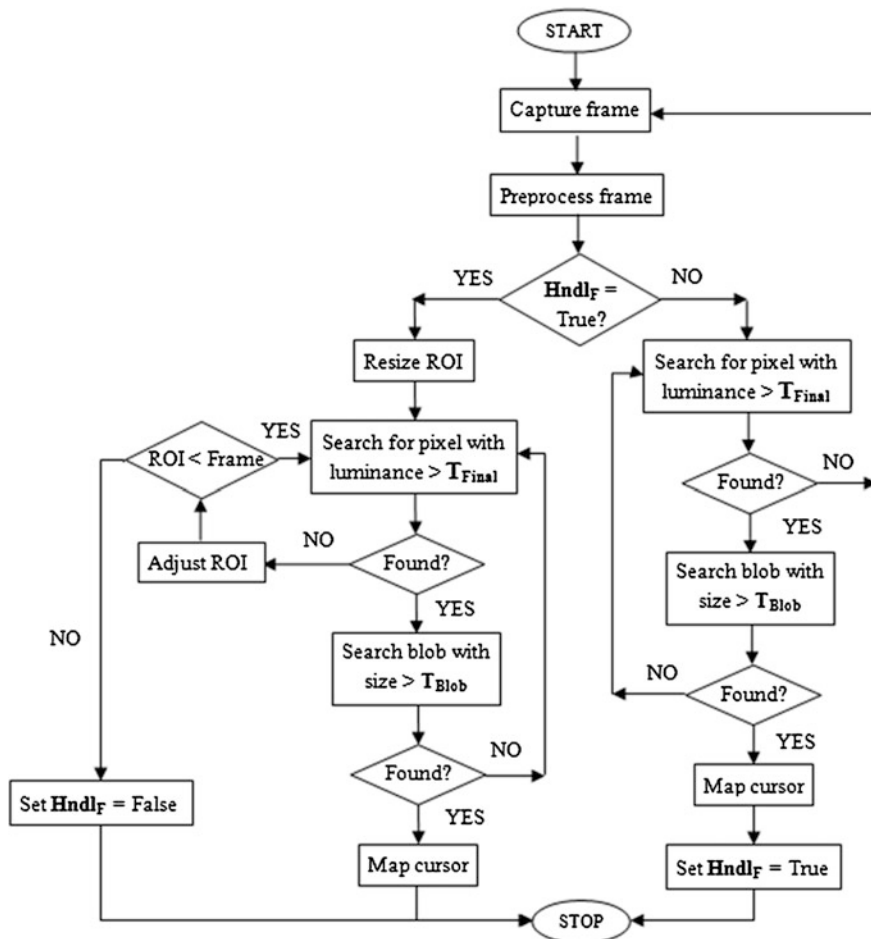 START
Capture frame
Preprocess frame
YES
Hndl_F =
True?
NO
Resize ROI
Search for pixel with
luminance > T_Final
ROI < Frame
YES
Search for pixel with
luminance > T_Final
Found?
NO
YES
Adjust ROI
NO
Found?
YES
Search blob with
size > T_Blob
NO
Search blob with
size > T_Blob
NO
Found?
YES
Found?
NO
YES
Map cursor
Set Hndl_F = False
Map cursor
Set Hndl_F = True
STOP